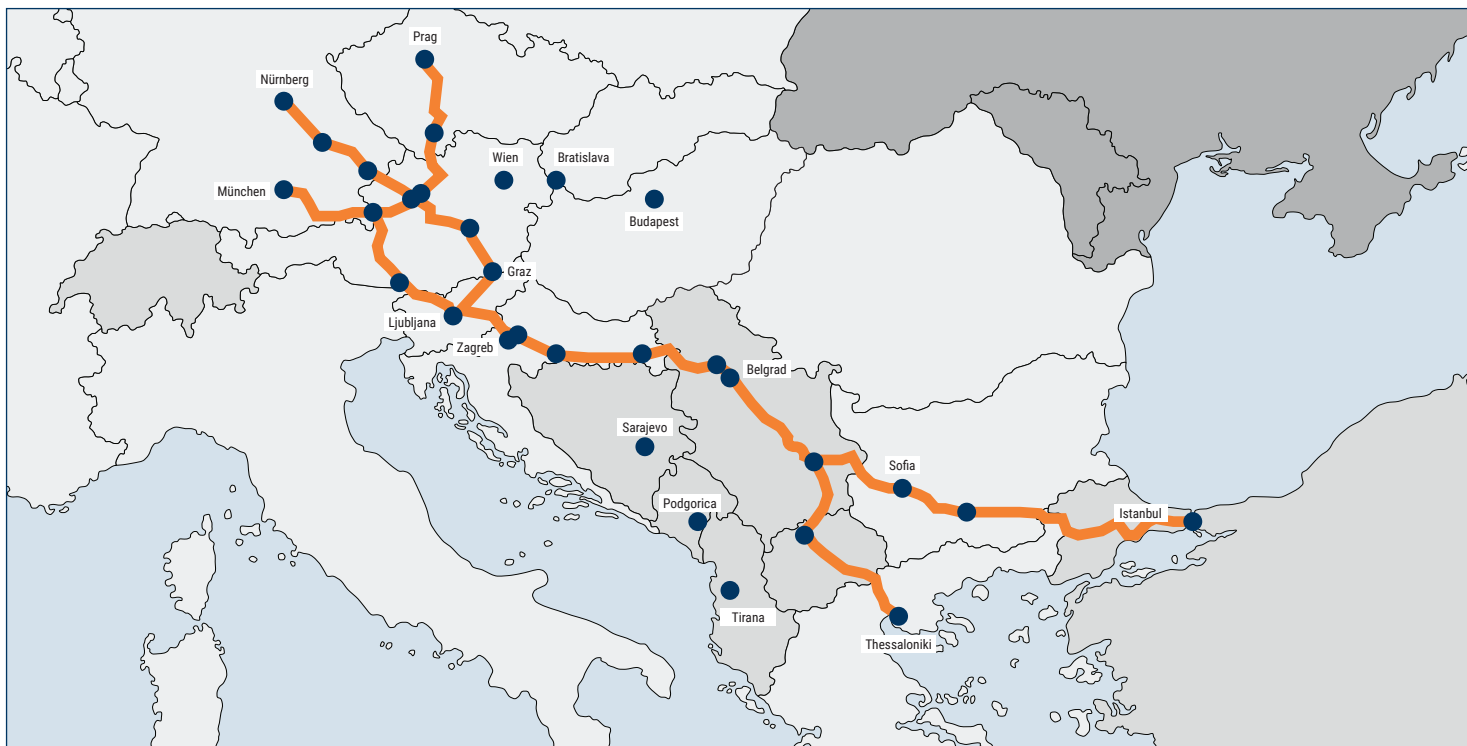 Prag
Nürnberg
Wien
Bratislava
München
Budapest
Graz
Ljubljana
Zagreb
Belgrad
Sarajevo
Sofia
Podgorica
Istanbul
Tirana
Thessaloniki